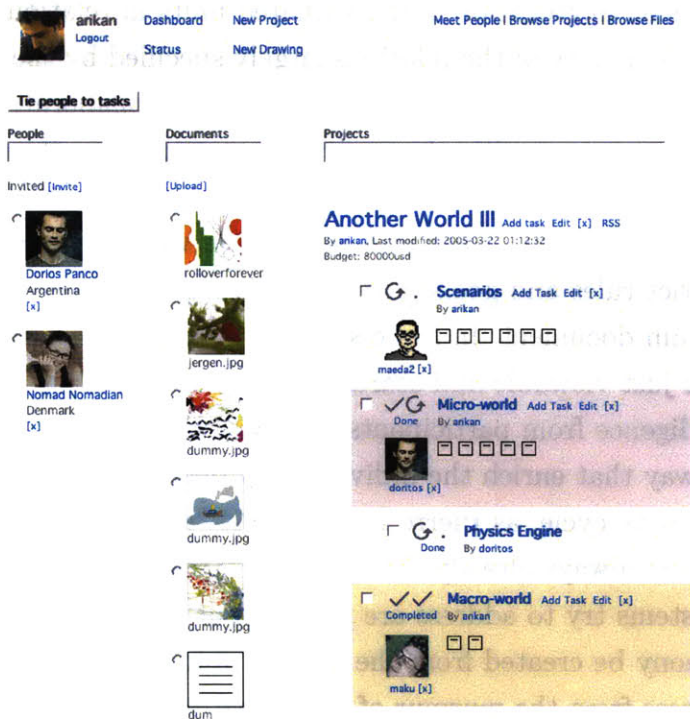 arikan Dashboard New Project Meet People | Browse Projects | Browse Files
Logout
Status New Drawing
Tie people to tasks
People Documents Projects
Invited [Invite] [Upload]
Another World III Add task Edit [x] RSS
By arikan, Last modified: 2005-03-22 01:12:32
Budget: 80000usd
Dorios Panco
Argentina
[x]
rolloverforever
Scenarios Add Task Edit [x]
By arikan
maeda2 [x]
Nomad Nomadian
Denmark
[x]
jergen.jpg
Micro-world Add Task Edit [x]
Done By arikan
doritos [x]
dummy.jpg
dummy.jpg
Physics Engine
Done By doritos
dummy.jpg
Macro-world Add Task Edit [x]
Completed By arikan
maku [x]
dum